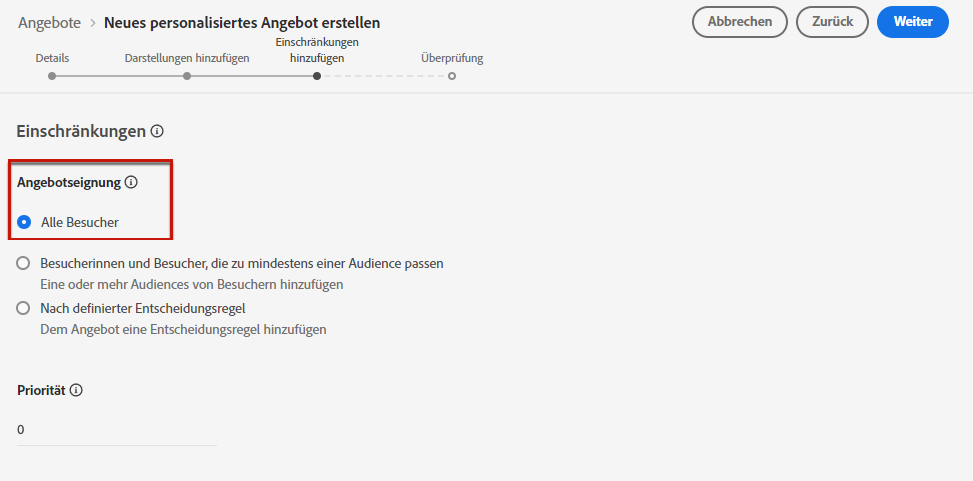 Angebote > Neues personalisiertes Angebot erstellen
Abbrechen
Zurück
Weiter
Details
Darstellungen hinzufügen
Einschränkungen
hinzufügen
Überprüfung
Einschränkungen
Angebotseignung
Alle Besucher
Besucherinnen und Besucher, die zu mindestens einer Audience passen
Eine oder mehr Audiences von Besuchern hinzufügen
Nach definierter Entscheidungsregel
Dem Angebot eine Entscheidungsregel hinzufügen
Priorität
0